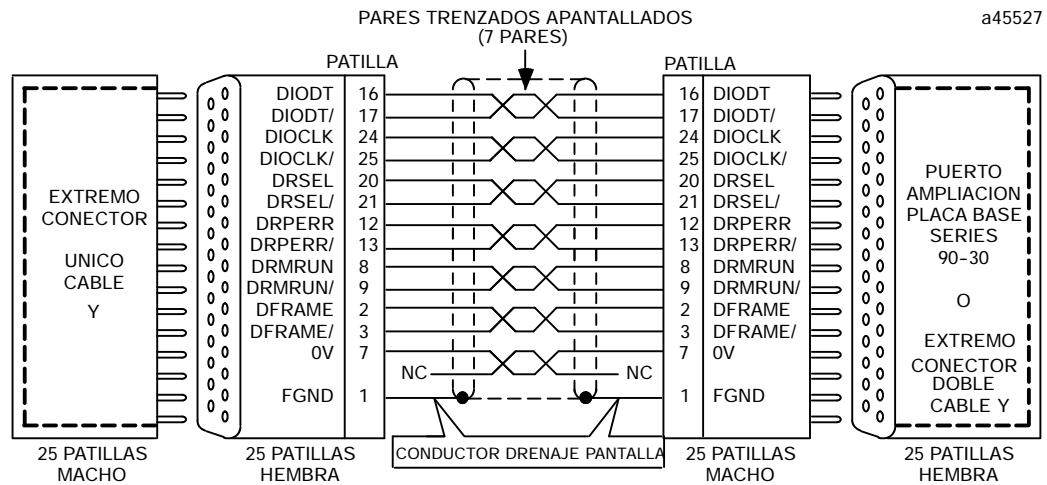 PARES TRENZADOS APANTALLADOS
(7 PARES)
a45527
PATILLA
PATILLA
DIODT 16
DIODT/ 17
DIOCLK 24
DIOCLK/ 25
DRSEL 20
DRSEL/ 21
DRPERR 12
DRPERR/ 13
DRMRUN 8
DRMRUN/ 9
DFRAME 2
DFRAME/ 3
0V 7
FGND 1
NC
NC
16 DIODT
17 DIODT/
24 DIOCLK
25 DIOCLK/
20 DRSEL
21 DRSEL/
12 DRPERR
13 DRPERR/
8 DRMRUN
9 DRMRUN/
2 DFRAME
3 DFRAME/
7 0V
1 FGND
EXTREMO
CONECTOR
UNICO
CABLE
Y
PUERTO
AMPLIACION
PLACA BASE
SERIES
90-30
O
EXTREMO
CONECTOR
DOBLE
CABLE Y
CONDUCTOR DRENAJE PANTALLA
25 PATILLAS
MACHO
25 PATILLAS
HEMBRA
25 PATILLAS
MACHO
25 PATILLAS
HEMBRA